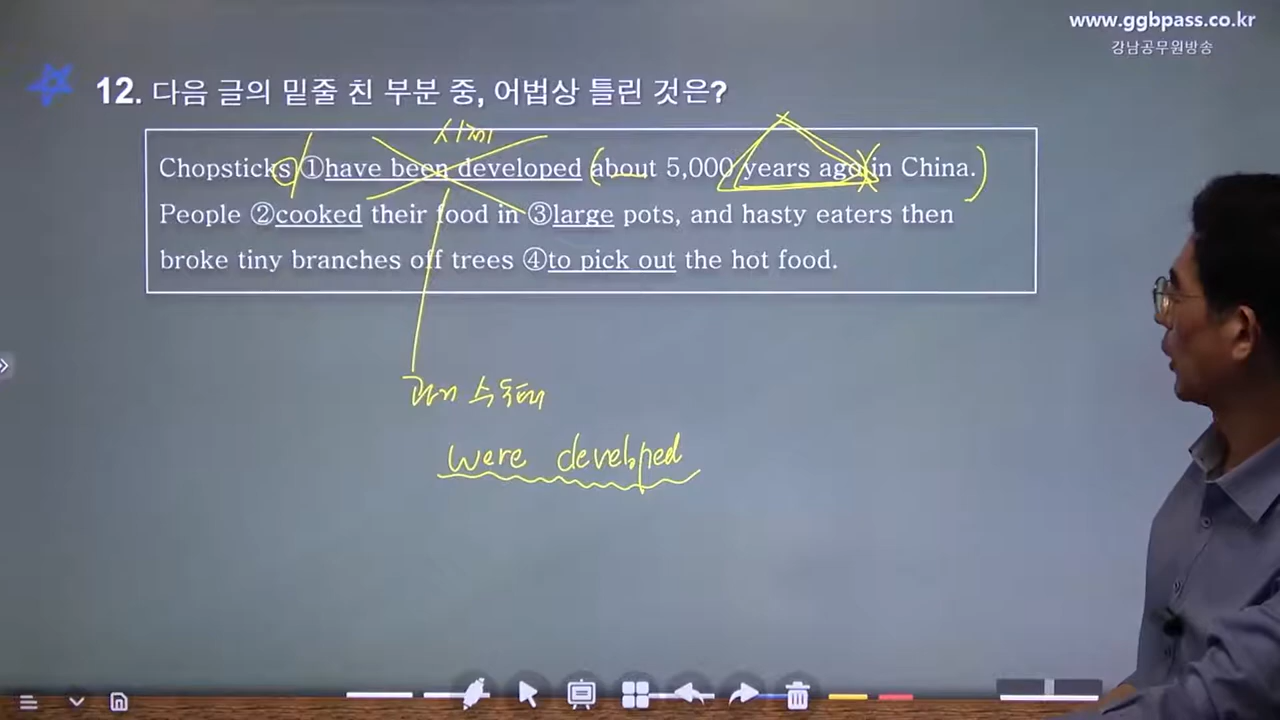 www.ggbpass.co.kr
강남공무원방송
12. 다음 글의 밑줄 친 부분 중, 어법상 틀린 것은?
시제
Chopsticks ①have been developed about 5,000 years ago in China.
People ②cooked their food in ③large pots, and hasty eaters then
broke tiny branches off trees ④to pick out the hot food.
과거 수동태
were developed